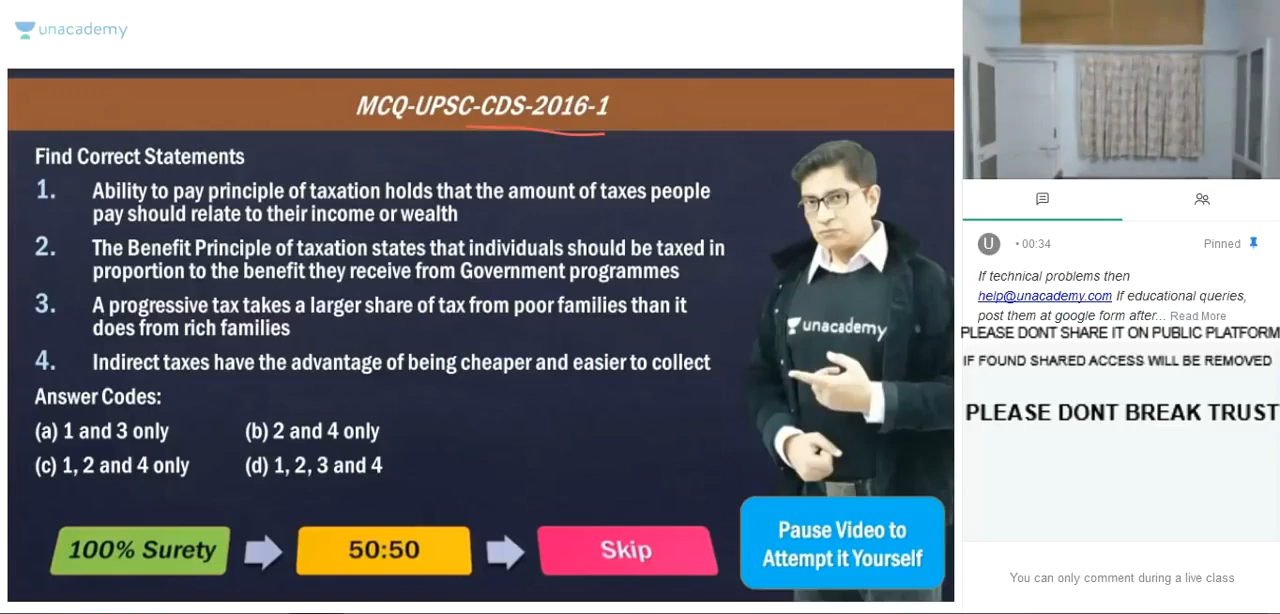 unacademy
MCQ-UPSC-CDS-2016-1
Find Correct Statements
1. Ability to pay principle of taxation holds that the amount of taxes people
pay should relate to their income or wealth
2. The Benefit Principle of taxation states that individuals should be taxed in
proportion to the benefit they receive from Government programmes
3. A progressive tax takes a larger share of tax from poor families than it
does from rich families
4. Indirect taxes have the advantage of being cheaper and easier to collect
Answer Codes:
(a) 1 and 3 only (b) 2 and 4 only
(c) 1, 2 and 4 only (d) 1, 2, 3 and 4
unacademy
100% Surety 50:50 Skip
Pause Video to
Attempt it Yourself
U • 00:34 Pinned
If technical problems then
help@unacademy.com If educational queries,
post them at google form after... Read More
PLEASE DONT SHARE IT ON PUBLIC PLATFORM
IF FOUND SHARED ACCESS WILL BE REMOVED
PLEASE DONT BREAK TRUST
You can only comment during a live class